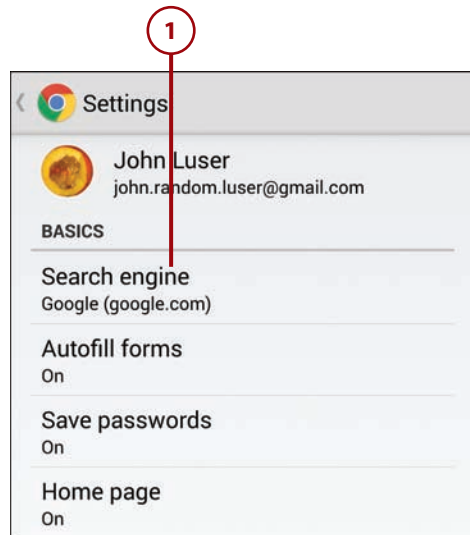 1
Settings
John Luser
john.random.luser@gmail.com
BASICS
Search engine
Google (google.com)
Autofill forms
On
Save passwords
On
Home page
On